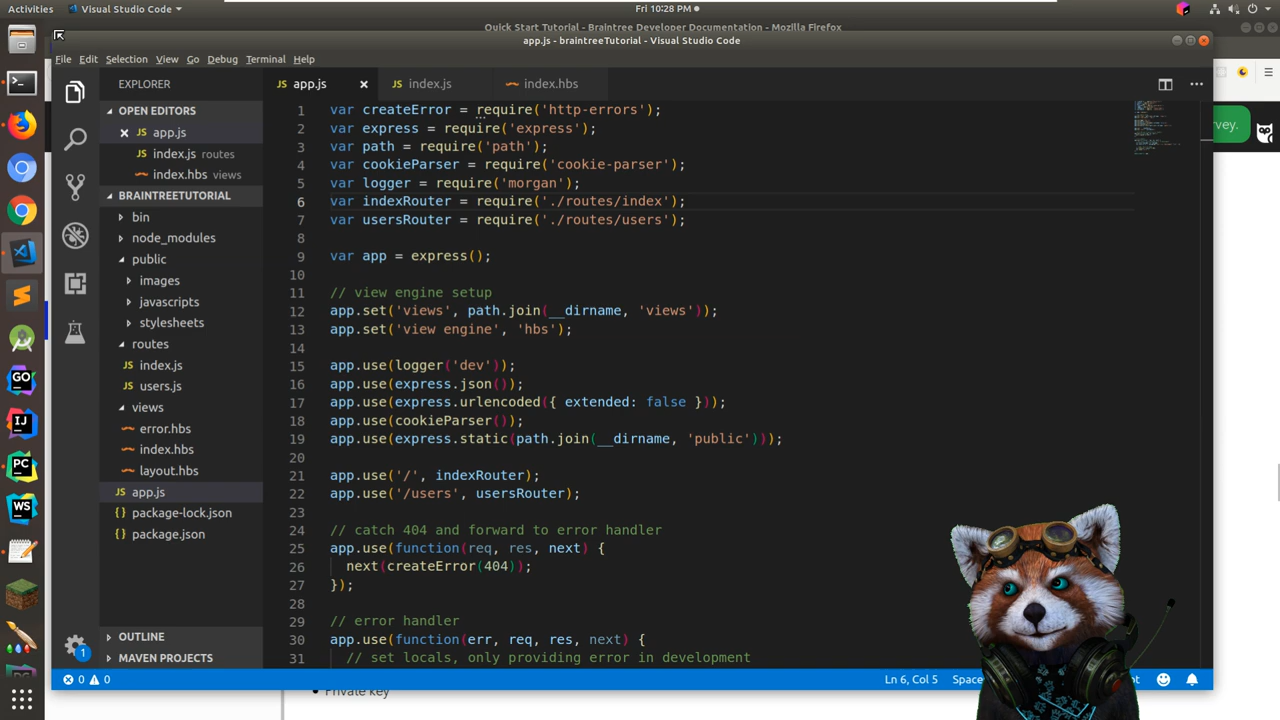 Activities
Visual Studio Code
Fri 10:28 PM
Quick Start Tutorial - Braintree Developer Documentation - Mozilla Firefox
app.js - braintreeTutorial - Visual Studio Code
File Edit Selection View Go Debug Terminal Help
EXPLORER
OPEN EDITORS
JS app.js
JS index.js routes
index.hbs views
BRAINTREETUTORIAL
bin
node_modules
public
images
javascripts
stylesheets
routes
JS index.js
JS users.js
views
error.hbs
index.hbs
layout.hbs
JS app.js
{} package-lock.json
{} package.json
OUTLINE
MAVEN PROJECTS
JS app.js JS index.js index.hbs
1 var createError = require('http-errors');
2 var express = require('express');
3 var path = require('path');
4 var cookieParser = require('cookie-parser');
5 var logger = require('morgan');
6 var indexRouter = require('./routes/index');
7 var usersRouter = require('./routes/users');
8
9 var app = express();
10
11 // view engine setup
12 app.set('views', path.join(__dirname, 'views'));
13 app.set('view engine', 'hbs');
14
15 app.use(logger('dev'));
16 app.use(express.json());
17 app.use(express.urlencoded({ extended: false }));
18 app.use(cookieParser());
19 app.use(express.static(path.join(__dirname, 'public')));
20
21 app.use('/', indexRouter);
22 app.use('/users', usersRouter);
23
24 // catch 404 and forward to error handler
25 app.use(function(req, res, next) {
26 next(createError(404));
27 });
28
29 // error handler
30 app.use(function(err, req, res, next) {
31 // set locals, only providing error in development
vey.
GO
IJ
PC
WS
1
0 0
Ln 6, Col 5
Private key